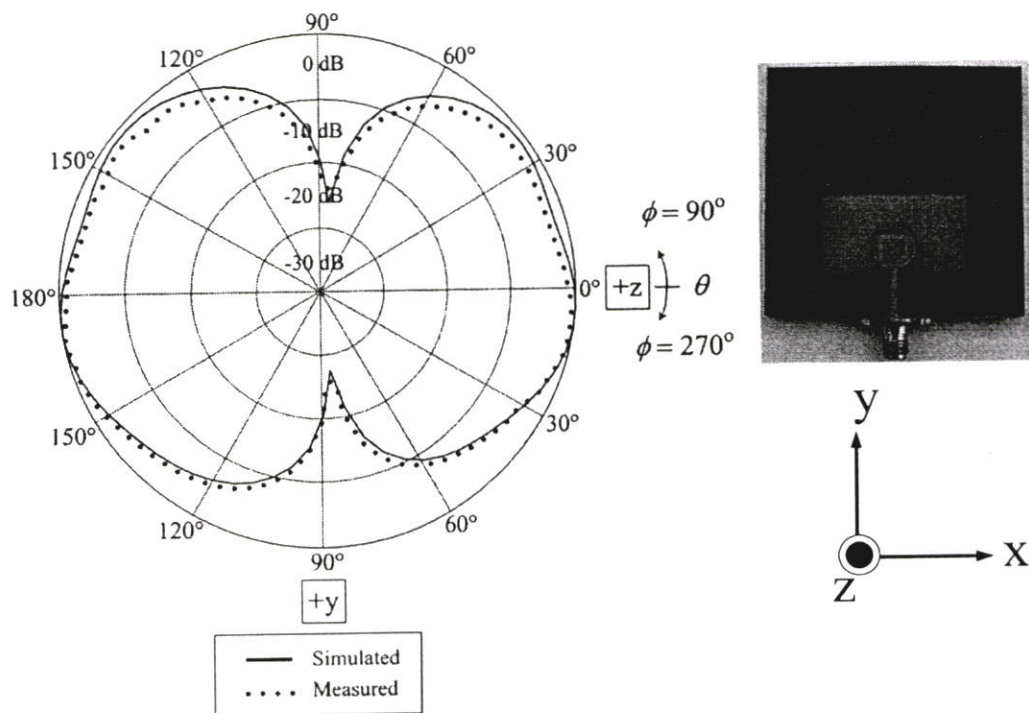 90°
120°
60°
0 dB
-10 dB
-20 dB
-30 dB
150°
30°
180°
0°
+z
θ
ϕ = 90°
ϕ = 270°
150°
30°
120°
60°
90°
+y
Simulated
Measured
y
x
z